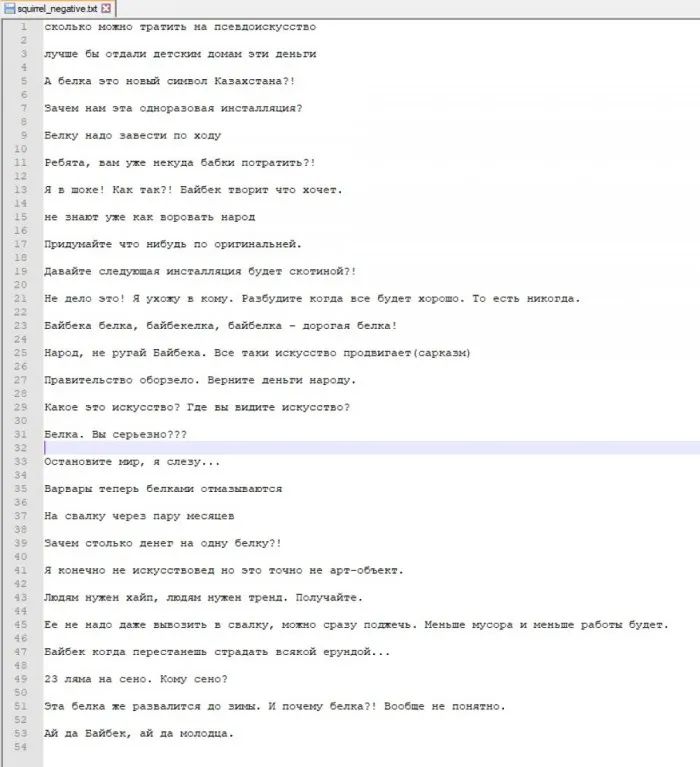 squirrel_negative.txt
1 сколько можно тратить на псевдоискусство
2
3 лучше бы отдали детским домам эти деньги
4
5 А белка это новый символ Казахстана?!
6
7 Зачем нам эта одноразовая инсталляция?
8
9 Белку надо завести по ходу
10
11 Ребята, вам уже некуда бабки потратить?!
12
13 Я в шоке! Как так?! Байбек творит что хочет.
14
15 не знают уже как воровать народ
16
17 Придумайте что нибудь по оригинальней.
18
19 Давайте следующая инсталляция будет скотиной?!
20
21 Не дело это! Я ухожу в кому. Разбудите когда все будет хорошо. То есть никогда.
22
23 Байбека белка, байбекелка, байбелка - дорогая белка!
24
25 Народ, не ругай Байбека. Все таки искусство продвигает(сарказм)
26
27 Правительство оборзело. Верните деньги народу.
28
29 Какое это искусство? Где вы видите искусство?
30
31 Белка. Вы серьезно???
32
33 Остановите мир, я слезу...
34
35 Варвары теперь белками отмазываются
36
37 На свалку через пару месяцев
38
39 Зачем столько денег на одну белку?!
40
41 Я конечно не искусствовед но это точно не арт-объект.
42
43 Людям нужен хайп, людям нужен тренд. Получайте.
44
45 Ее не надо даже вывозить в свалку, можно сразу поджечь. Меньше мусора и меньше работы будет.
46
47 Байбек когда перестанешь страдать всякой ерундой...
48
49 23 ляма на сено. Кому сено?
50
51 Эта белка же развалится до зимы. И почему белка?! Вообще не понятно.
52
53 Ай да Байбек, ай да молодца.
54